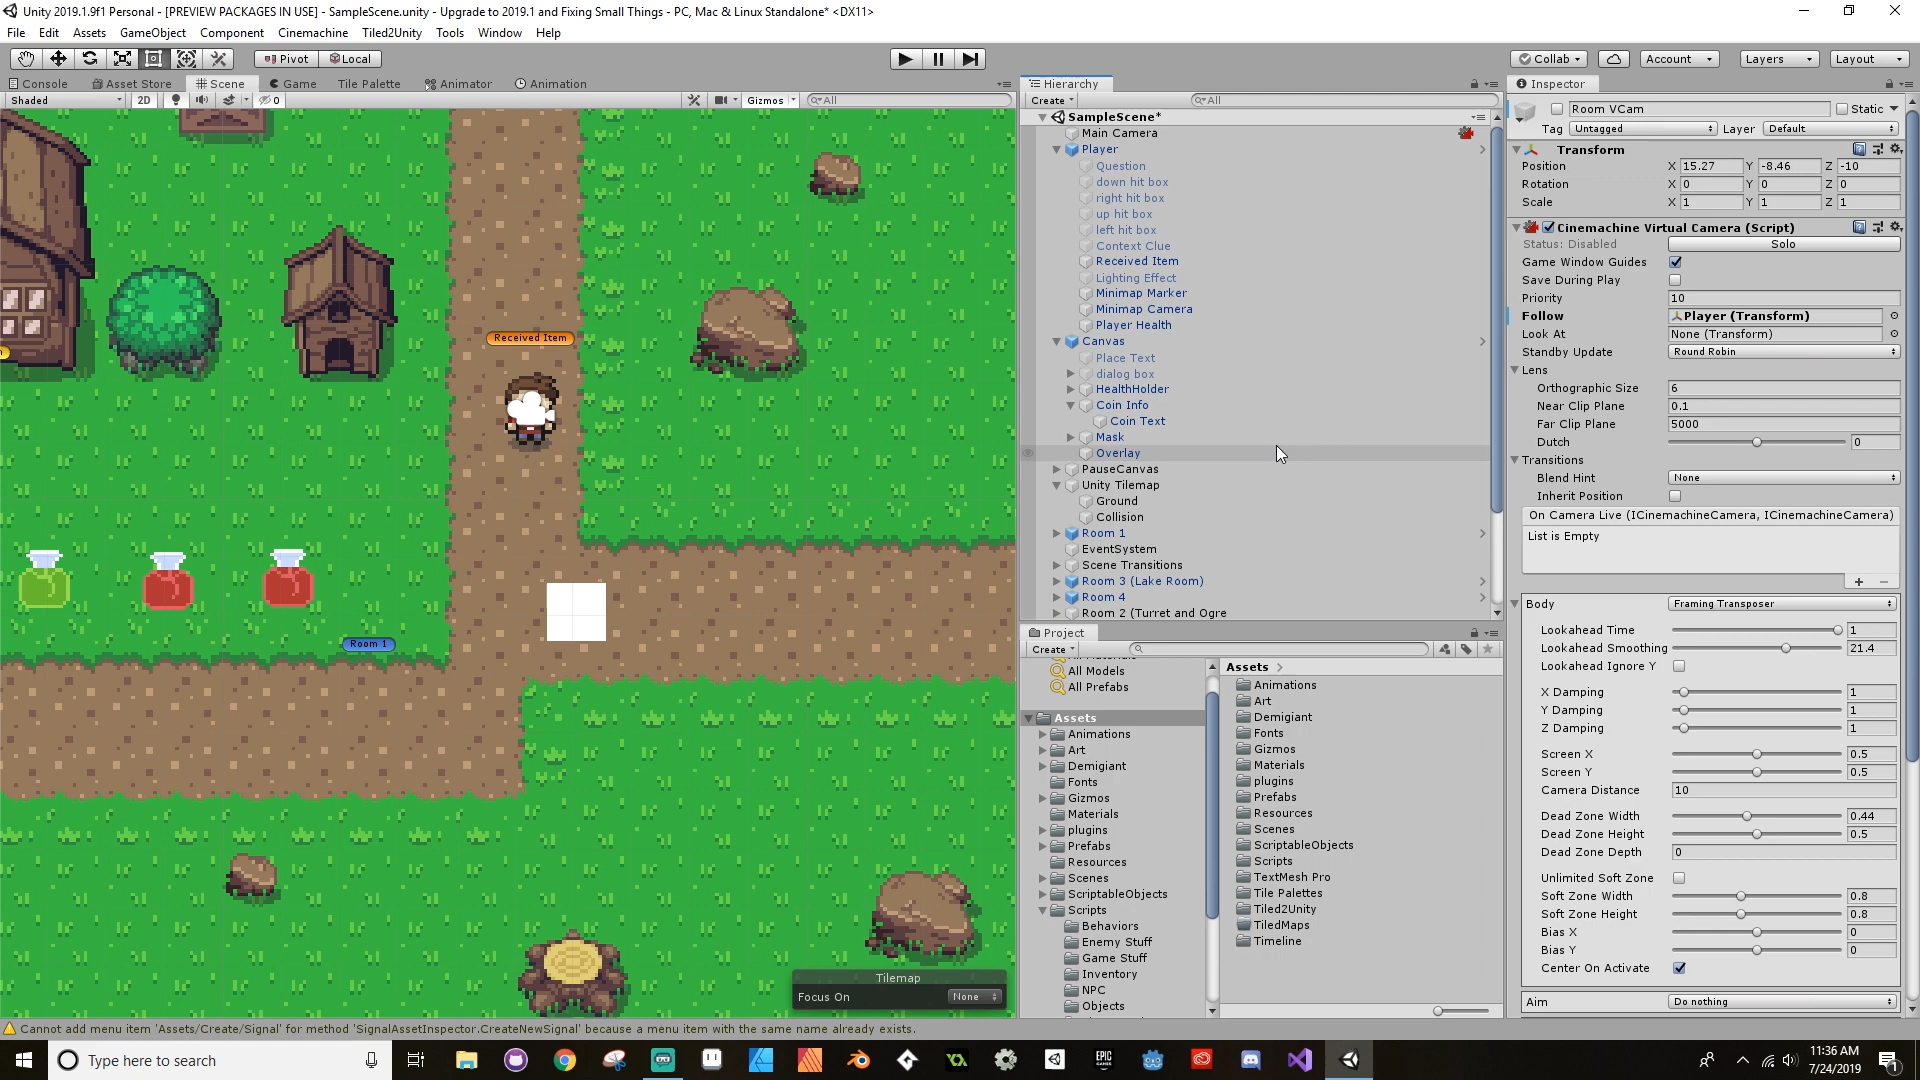 Unity 2019.1.9f1 Personal - [PREVIEW PACKAGES IN USE] - SampleScene.unity - Upgrade to 2019.1 and Fixing Small Things - PC, Mac & Linux Standalone* <DX11>
File Edit Assets GameObject Component Cinemachine Tiled2Unity Tools Window Help
Pivot Local Collab Account Layers Layout
Console Asset Store Scene Game Tile Palette Animator Animation
Shaded 2D 0 Gizmos All
Received Item
Room 1
Tilemap
Focus On None
Hierarchy
Create All
SampleScene*
Main Camera
Player
Question
down hit box
right hit box
up hit box
left hit box
Context Clue
Received Item
Lighting Effect
Minimap Marker
Minimap Camera
Player Health
Canvas
Place Text
dialog box
HealthHolder
Coin Info
Coin Text
Mask
Overlay
PauseCanvas
Unity Tilemap
Ground
Collision
Room 1
EventSystem
Scene Transitions
Room 3 (Lake Room)
Room 4
Room 2 (Turret and Ogre
Project
Create
All Models
All Prefabs
Assets
Animations
Art
Demigiant
Fonts
Gizmos
Materials
plugins
Prefabs
Resources
Scenes
ScriptableObjects
Scripts
Behaviors
Enemy Stuff
Game Stuff
Inventory
NPC
Objects
Assets
Animations
Art
Demigiant
Fonts
Gizmos
Materials
plugins
Prefabs
Resources
Scenes
ScriptableObjects
Scripts
TextMesh Pro
Tile Palettes
Tiled2Unity
TiledMaps
Timeline
Inspector
Room VCam Static
Tag Untagged Layer Default
Transform
Position X 15.27 Y -8.46 Z -10
Rotation X 0 Y 0 Z 0
Scale X 1 Y 1 Z 1
Cinemachine Virtual Camera (Script)
Status: Disabled Solo
Game Window Guides
Save During Play
Priority 10
Follow Player (Transform)
Look At None (Transform)
Standby Update Round Robin
Lens
Orthographic Size 6
Near Clip Plane 0.1
Far Clip Plane 5000
Dutch 0
Transitions
Blend Hint None
Inherit Position
On Camera Live (ICinemachineCamera, ICinemachineCamera)
List is Empty
Body Framing Transposer
Lookahead Time 1
Lookahead Smoothing 21.4
Lookahead Ignore Y
X Damping 1
Y Damping 1
Z Damping 1
Screen X 0.5
Screen Y 0.5
Camera Distance 10
Dead Zone Width 0.44
Dead Zone Height 0.5
Dead Zone Depth 0
Unlimited Soft Zone
Soft Zone Width 0.8
Soft Zone Height 0.8
Bias X 0
Bias Y 0
Center On Activate
Aim Do nothing
Cannot add menu item 'Assets/Create/Signal' for method 'SignalAssetInspector.CreateNewSignal' because a menu item with the same name already exists.
Type here to search
EPIC GAMES
11:36 AM
7/24/2019
1